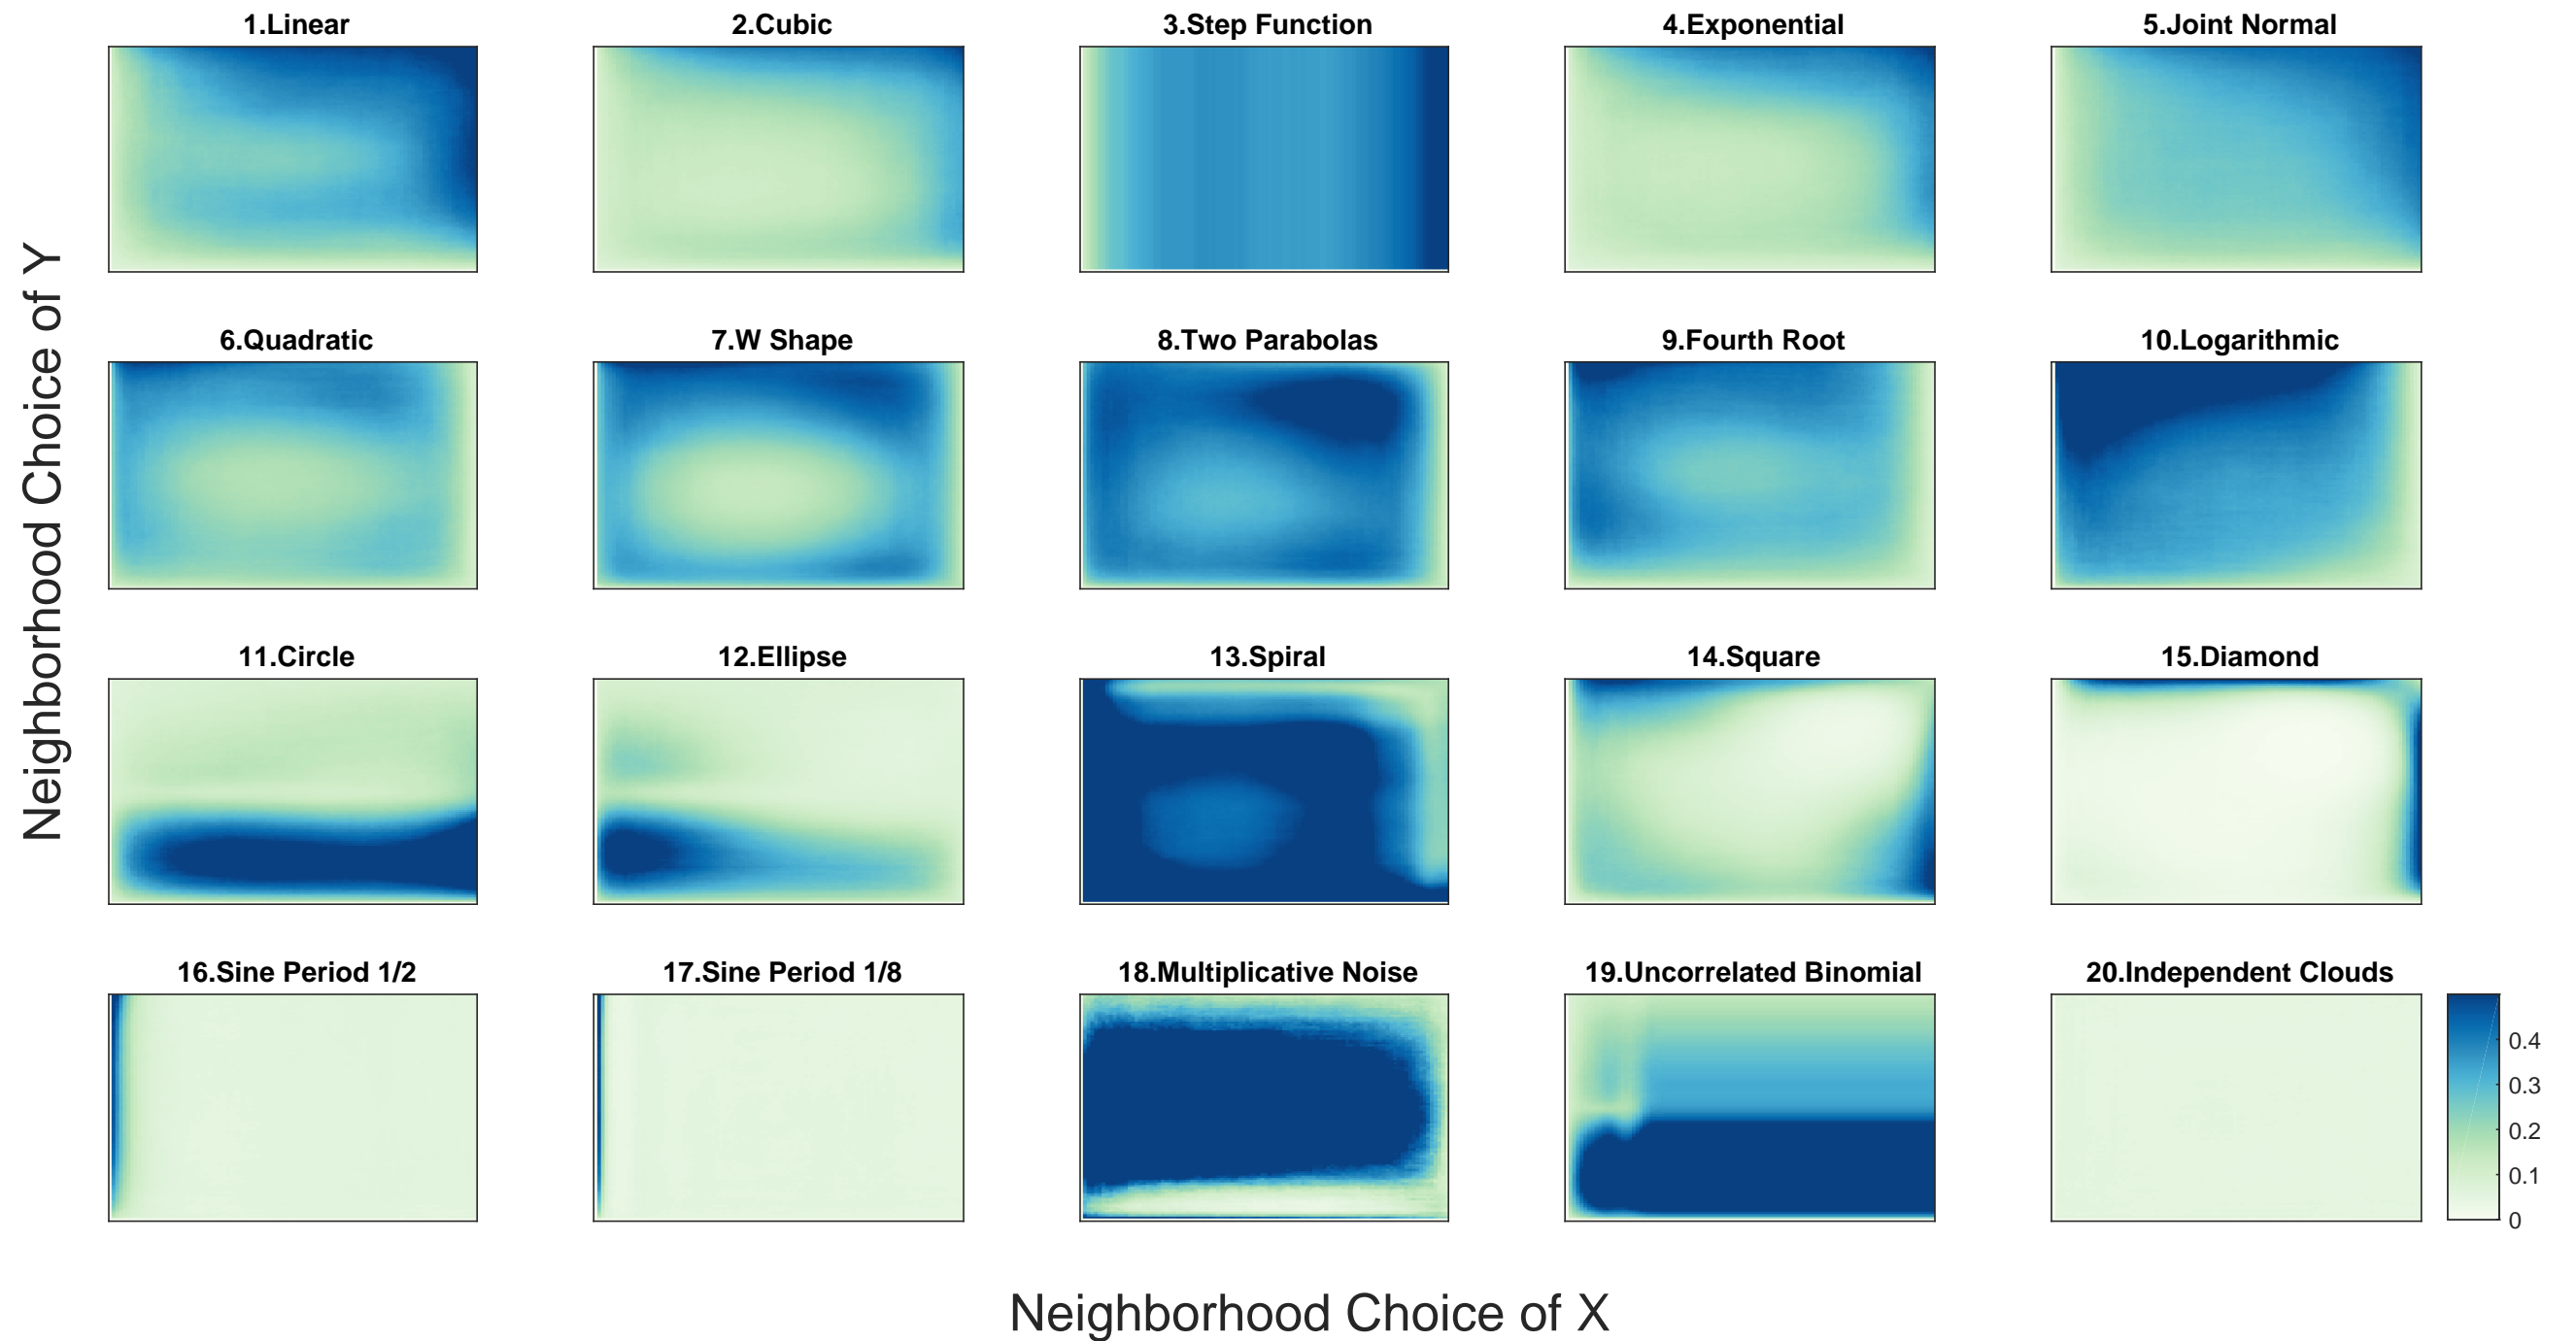 1.Linear
2.Cubic
3.Step Function
4.Exponential
5.Joint Normal
6.Quadratic
7.W Shape
8.Two Parabolas
9.Fourth Root
10.Logarithmic
11.Circle
12.Ellipse
13.Spiral
14.Square
15.Diamond
16.Sine Period 1/2
17.Sine Period 1/8
18.Multiplicative Noise
19.Uncorrelated Binomial
20.Independent Clouds
0.4
0.3
0.2
0.1
0
Neighborhood Choice of Y
Neighborhood Choice of X